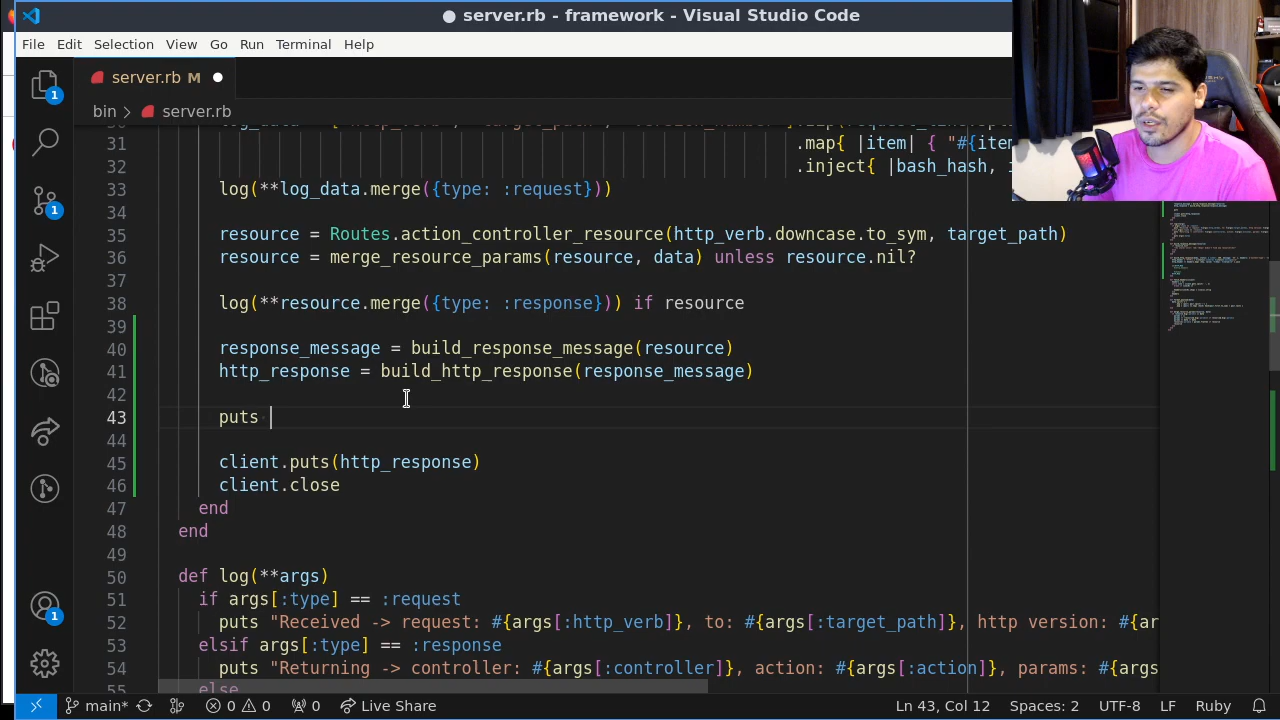 server.rb - framework - Visual Studio Code
File Edit Selection View Go Run Terminal Help
server.rb M
bin > server.rb
31 .map{ |item| { "#{item
32 .inject{ |bash_hash,
33 log(**log_data.merge({type: :request}))
34
35 resource = Routes.action_controller_resource(http_verb.downcase.to_sym, target_path)
36 resource = merge_resource_params(resource, data) unless resource.nil?
37
38 log(**resource.merge({type: :response})) if resource
39
40 response_message = build_response_message(resource)
41 http_response = build_http_response(response_message)
42
43 puts
44
45 client.puts(http_response)
46 client.close
47 end
48 end
49
50 def log(**args)
51 if args[:type] == :request
52 puts "Received -> request: #{args[:http_verb]}, to: #{args[:target_path]}, http version: #{ar
53 elsif args[:type] == :response
54 puts "Returning -> controller: #{args[:controller]}, action: #{args[:action]}, params: #{args
55 else
main* 0 0 0 Live Share Ln 43, Col 12 Spaces: 2 UTF-8 LF Ruby